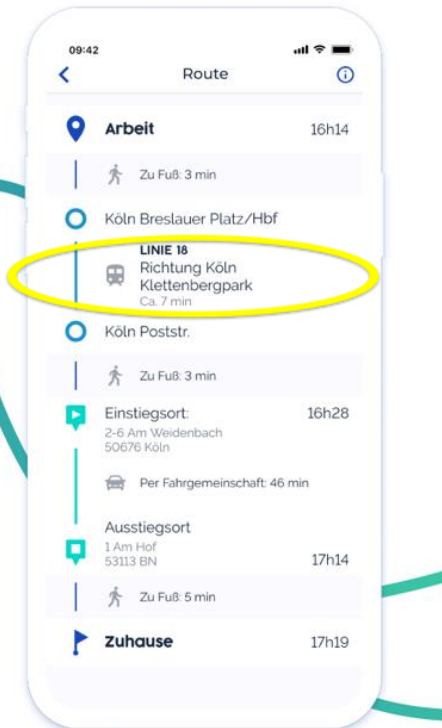 09:42
Route
Arbeit 16h14
Zu Fuß: 3 min
Köln Breslauer Platz/Hbf
LINIE 18
Richtung Köln
Klettenbergpark
Ca. 7 min
Köln Poststr.
Zu Fuß: 3 min
Einstiegsort: 16h28
2-6 Am Weidenbach
50676 Köln
Per Fahrgemeinschaft: 46 min
Ausstiegsort
1 Am Hof
53113 BN 17h14
Zu Fuß: 5 min
Zuhause 17h19